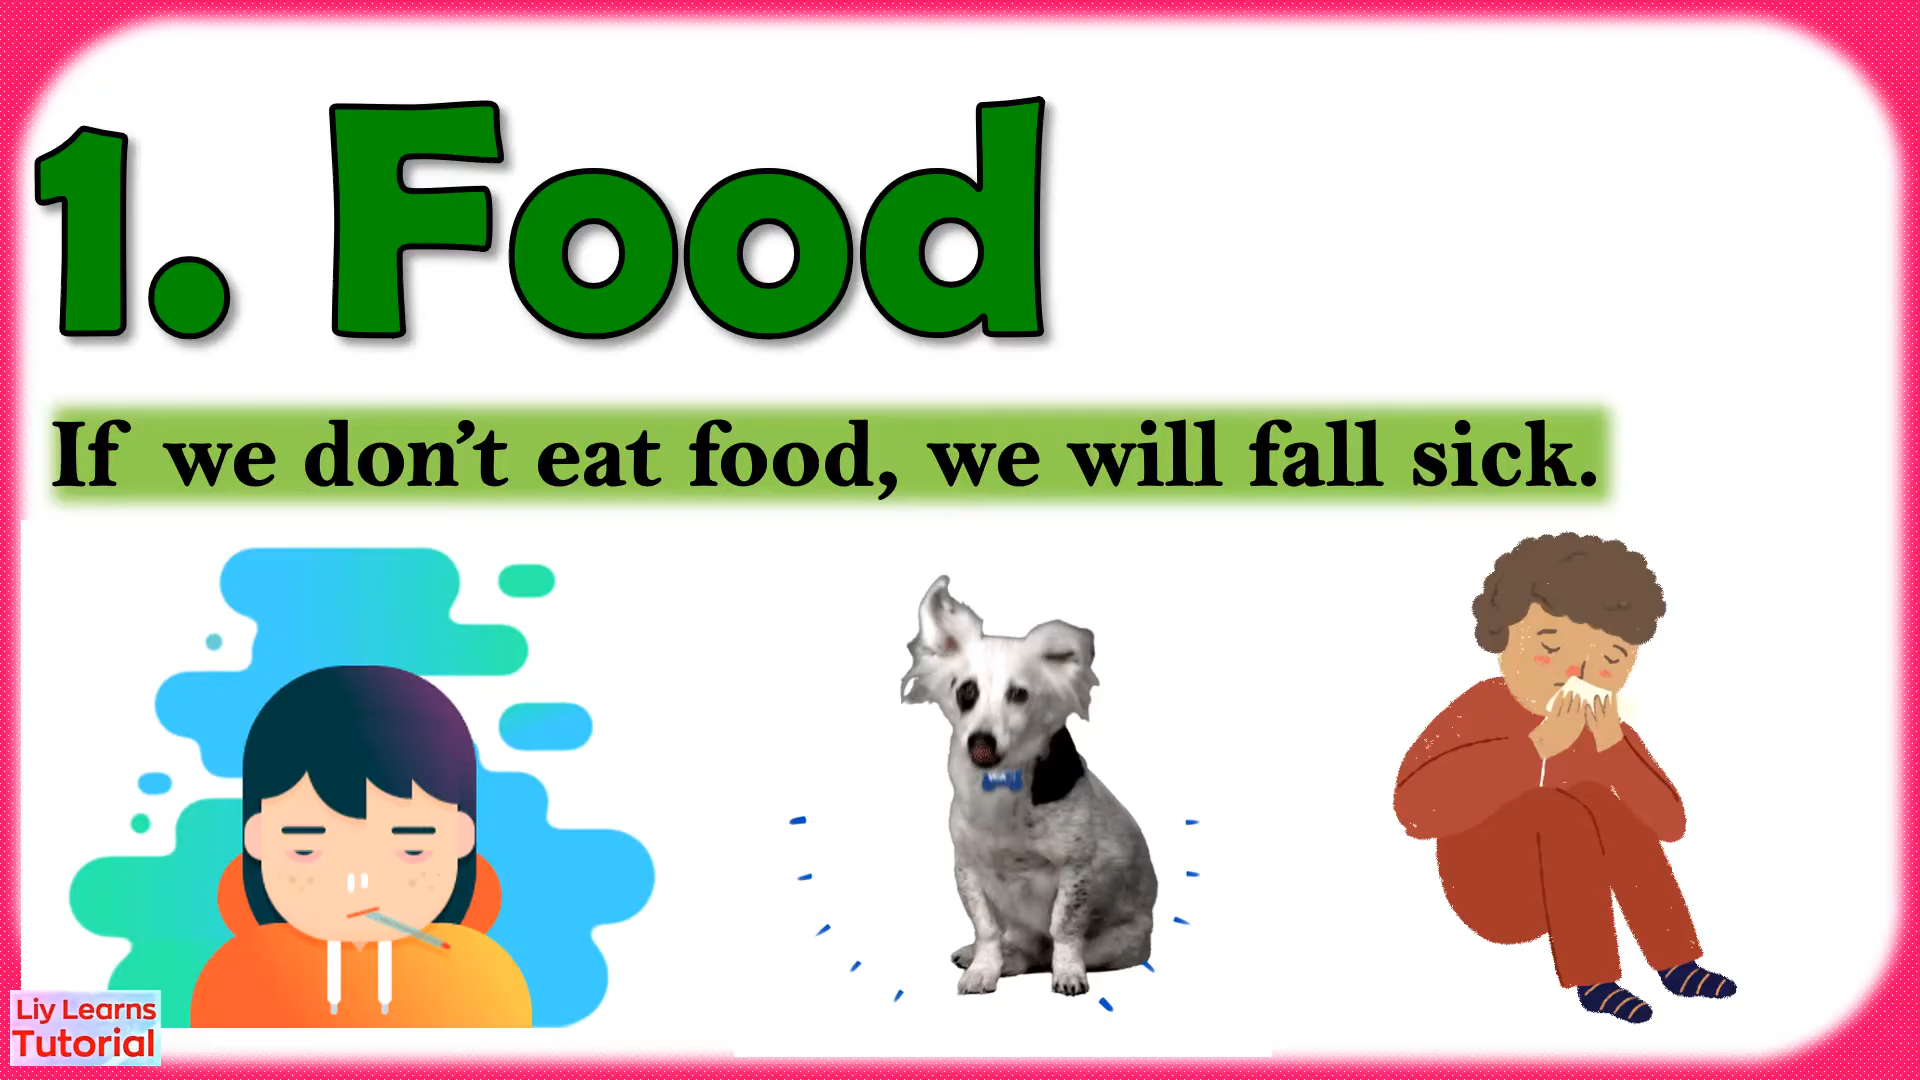 1. Food
If we don’t eat food, we will fall sick.
Liy Learns
Tutorial